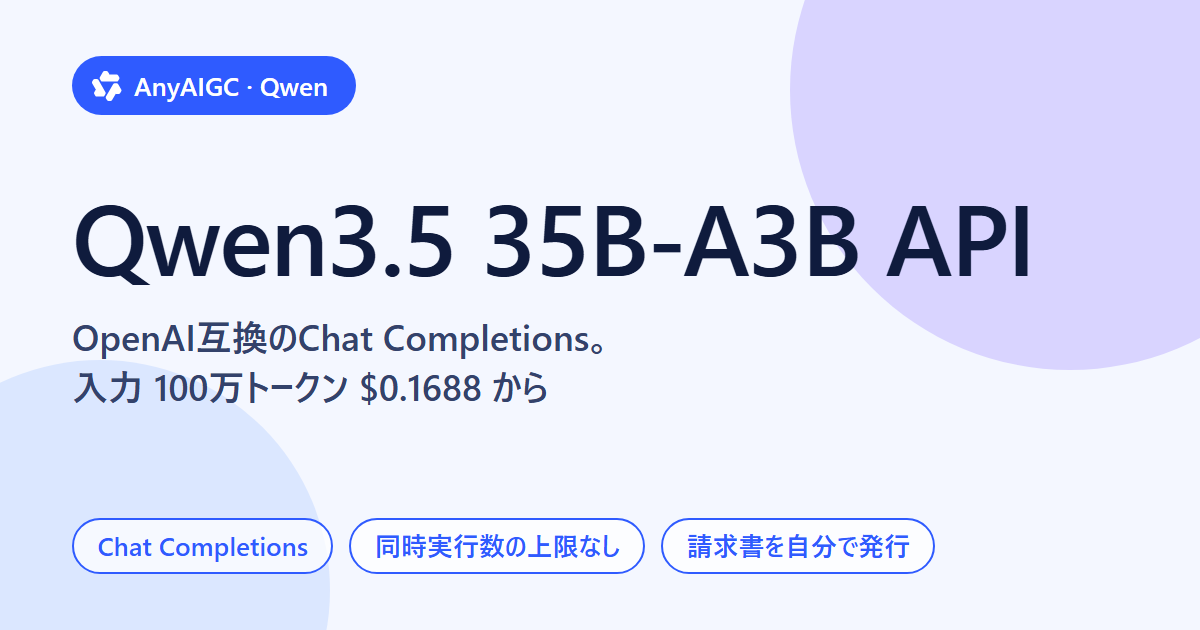 AnyAIGC · Qwen
Qwen3.5 35B-A3B API
OpenAI互換のChat Completions。
入力 100万トークン $0.1688 から
Chat Completions
同時実行数の上限なし
請求書を自分で発行